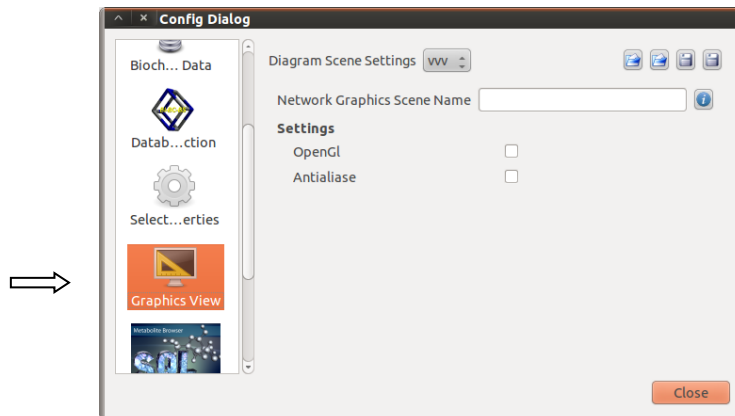 Config Dialog
Bioch... Data
Datab...ction
Select...erties
Graphics View
Metabolite Browser
SQL
Diagram Scene Settings vvv
Network Graphics Scene Name
Settings
OpenGl
Antialiase
Close